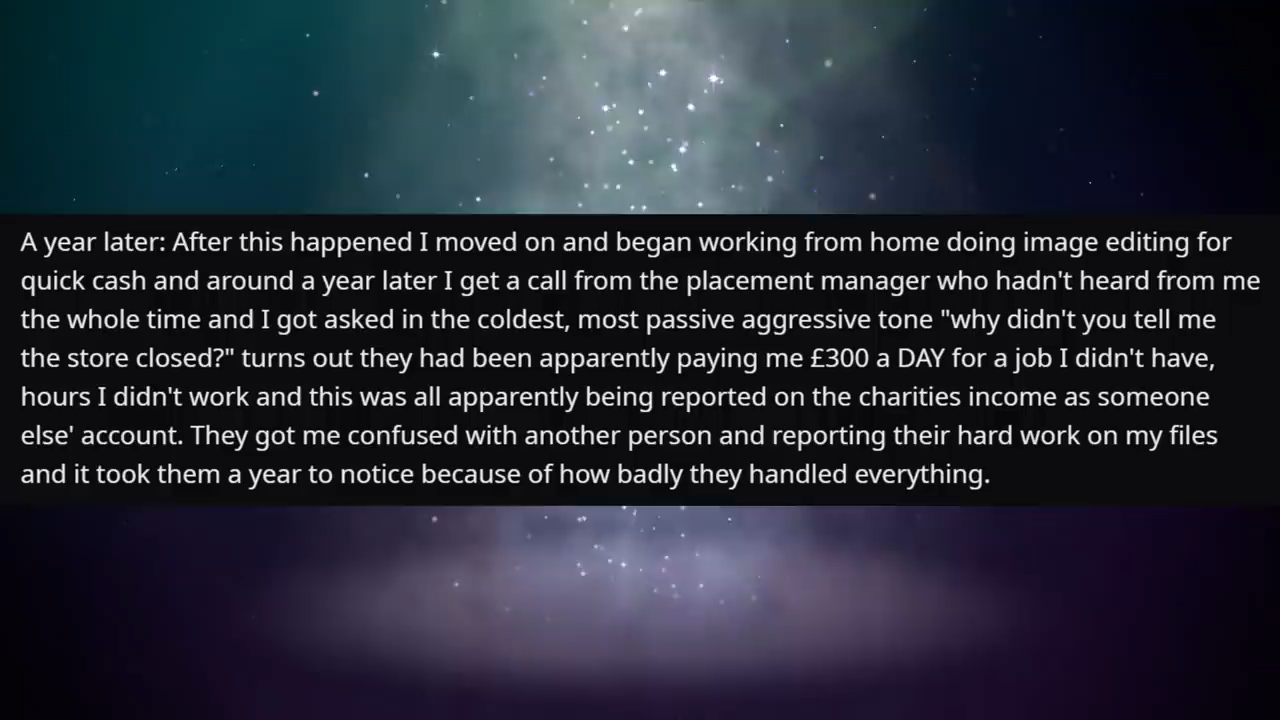 A year later: After this happened I moved on and began working from home doing image editing for
quick cash and around a year later I get a call from the placement manager who hadn't heard from me
the whole time and I got asked in the coldest, most passive aggressive tone "why didn't you tell me
the store closed?" turns out they had been apparently paying me £300 a DAY for a job I didn't have,
hours I didn't work and this was all apparently being reported on the charities income as someone
else' account. They got me confused with another person and reporting their hard work on my files
and it took them a year to notice because of how badly they handled everything.